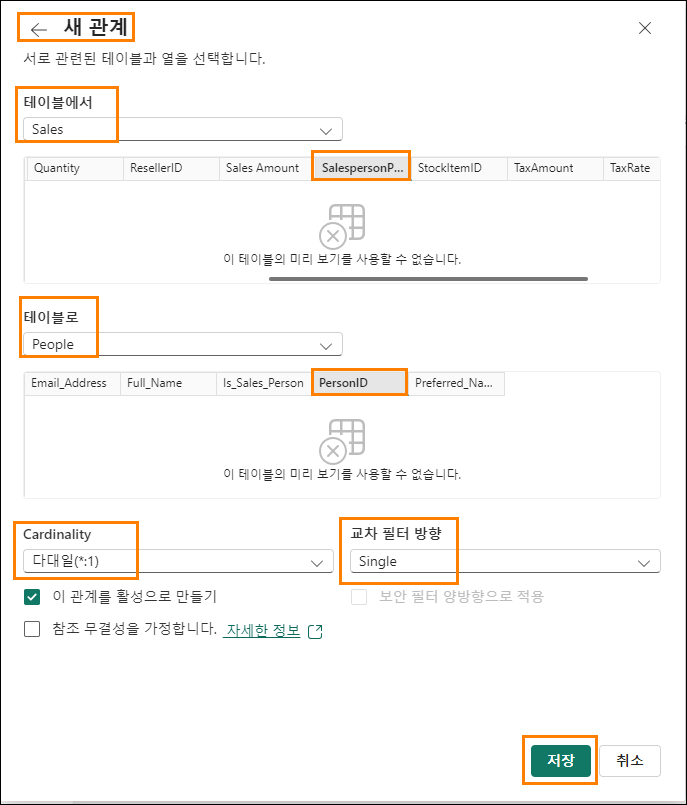 ← 새 관계
서로 관련된 테이블과 열을 선택합니다.
테이블에서
Sales
Quantity ResellerID Sales Amount SalespersonP... StockItemID TaxAmount TaxRate
이 테이블의 미리 보기를 사용할 수 없습니다.
테이블로
People
Email_Address Full_Name Is_Sales_Person PersonID Preferred_Na...
이 테이블의 미리 보기를 사용할 수 없습니다.
Cardinality 교차 필터 방향
다대일(*:1) Single
이 관계를 활성으로 만들기 보안 필터 양방향으로 적용
참조 무결성을 가정합니다. 자세한 정보
저장 취소